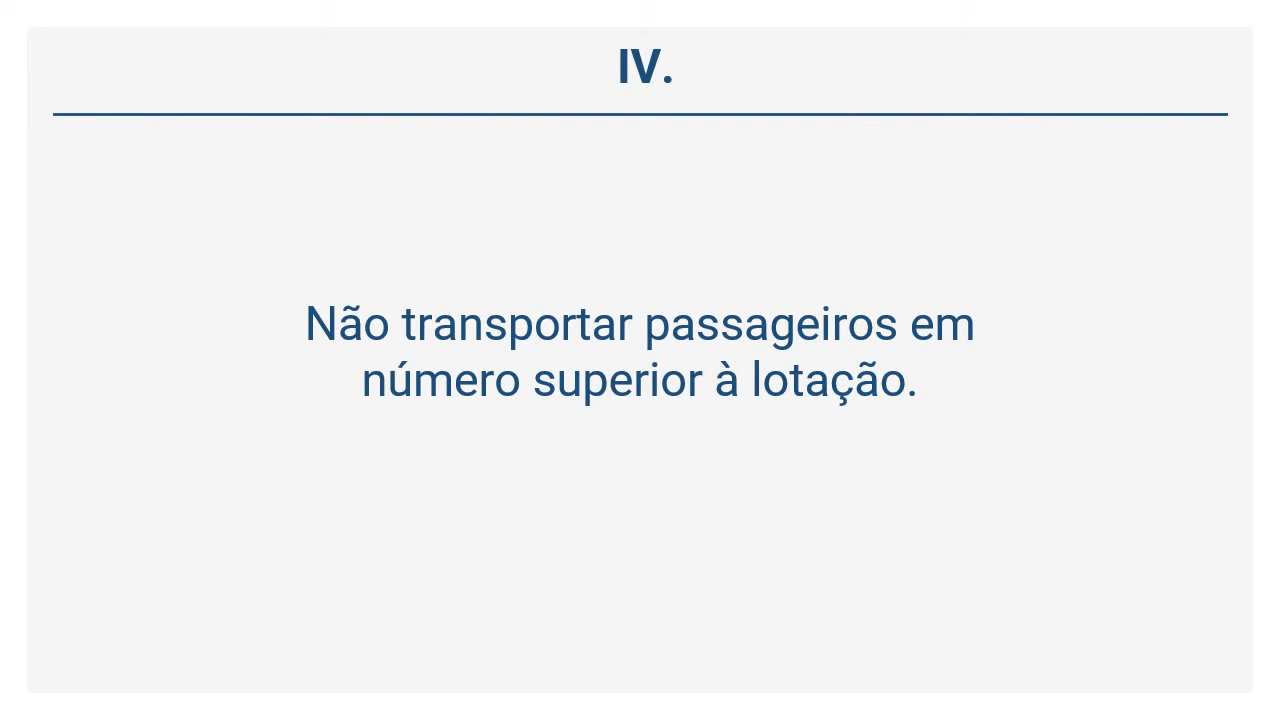 IV.
Não transportar passageiros em
número superior à lotação.